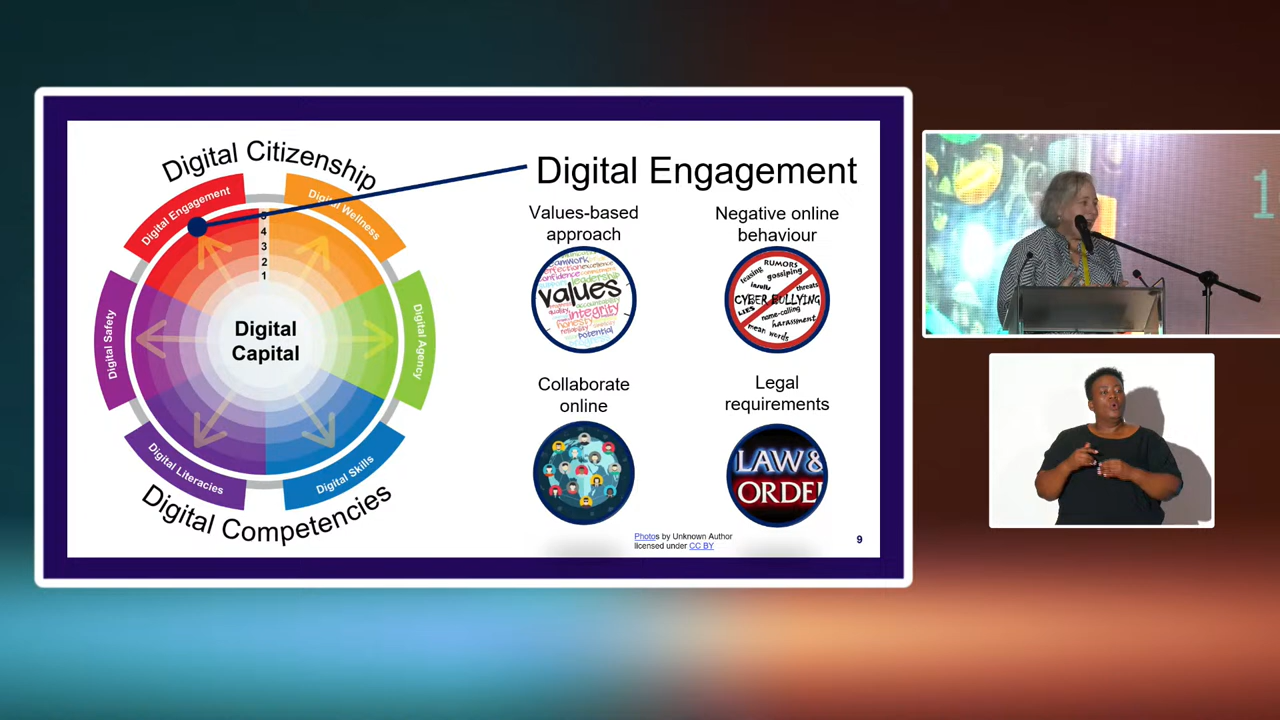 Digital Citizenship
Digital Engagement
Digital Wellness
Digital Agency
Digital Skills
Digital Literacies
Digital Safety
Digital Competencies
5
4
3
2
1
Digital
Capital
Digital Engagement
Values-based
approach
Negative online
behaviour
values
integrity
honesty
leadership
potential
RUMORS
gossiping
teasing
insults
threats
CYBER BULLYING
LIES
name-calling
harassment
mean
words
Collaborate
online
Legal
requirements
LAW&
ORDE
Photos by Unknown Author
licensed under CC BY
9
1